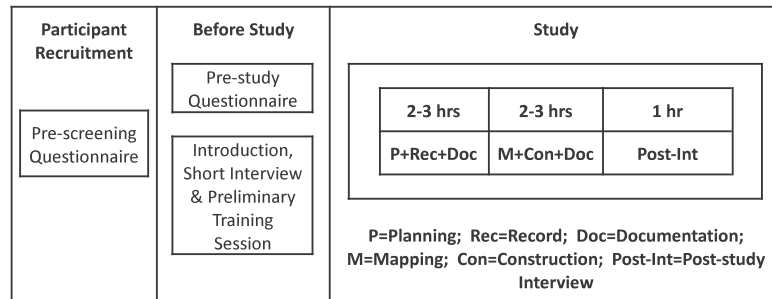 Participant
Recruitment
Pre-screening
Questionnaire
Before Study
Pre-study
Questionnaire
Introduction,
Short Interview
& Preliminary
Training
Session
Study
2-3 hrs 2-3 hrs 1 hr
P+Rec+Doc M+Con+Doc Post-Int
P=Planning; Rec=Record; Doc=Documentation;
M=Mapping; Con=Construction; Post-Int=Post-study
Interview